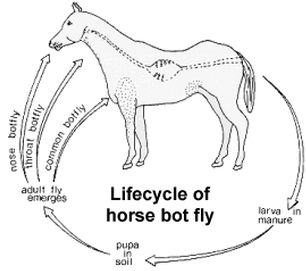 nose botfly
throat botfly
common botfly
adult fly
emerges
Lifecycle of
horse bot fly
larva in
manure
pupa
in
soil